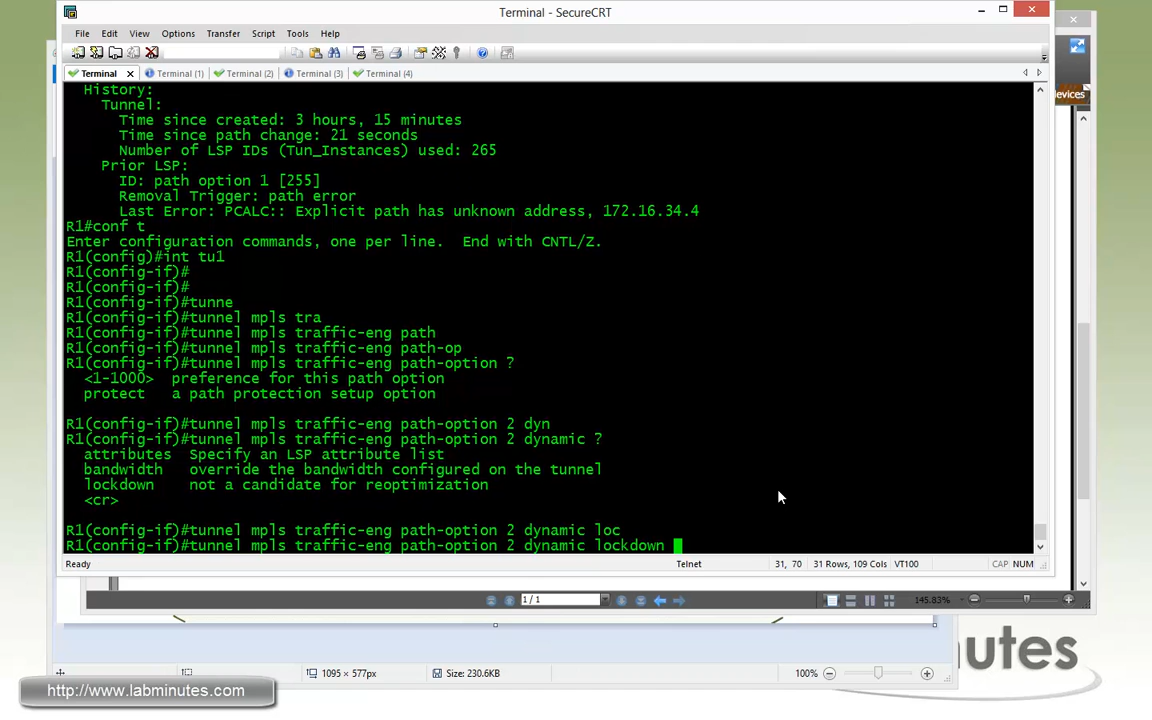 Terminal - SecureCRT
File Edit View Options Transfer Script Tools Help
Terminal Terminal (1) Terminal (2) Terminal (3) Terminal (4)
evices
History:
Tunnel:
Time since created: 3 hours, 15 minutes
Time since path change: 21 seconds
Number of LSP IDs (Tun_Instances) used: 265
Prior LSP:
ID: path option 1 [255]
Removal Trigger: path error
Last Error: PCALC:: Explicit path has unknown address, 172.16.34.4
R1#conf t
Enter configuration commands, one per line.  End with CNTL/Z.
R1(config)#int tu1
R1(config-if)#
R1(config-if)#
R1(config-if)#tunne
R1(config-if)#tunnel mpls tra
R1(config-if)#tunnel mpls traffic-eng path
R1(config-if)#tunnel mpls traffic-eng path-op
R1(config-if)#tunnel mpls traffic-eng path-option ?
<1-1000>  preference for this path option
protect   a path protection setup option
R1(config-if)#tunnel mpls traffic-eng path-option 2 dyn
R1(config-if)#tunnel mpls traffic-eng path-option 2 dynamic ?
attributes  Specify an LSP attribute list
bandwidth   override the bandwidth configured on the tunnel
lockdown    not a candidate for reoptimization
<cr>
R1(config-if)#tunnel mpls traffic-eng path-option 2 dynamic loc
R1(config-if)#tunnel mpls traffic-eng path-option 2 dynamic lockdown
Ready Telnet 31, 70 31 Rows, 109 Cols VT100 CAP NUM
1 / 1 145.83%
nutes
1095 × 577px Size: 230.6KB 100%
http://www.labminutes.com